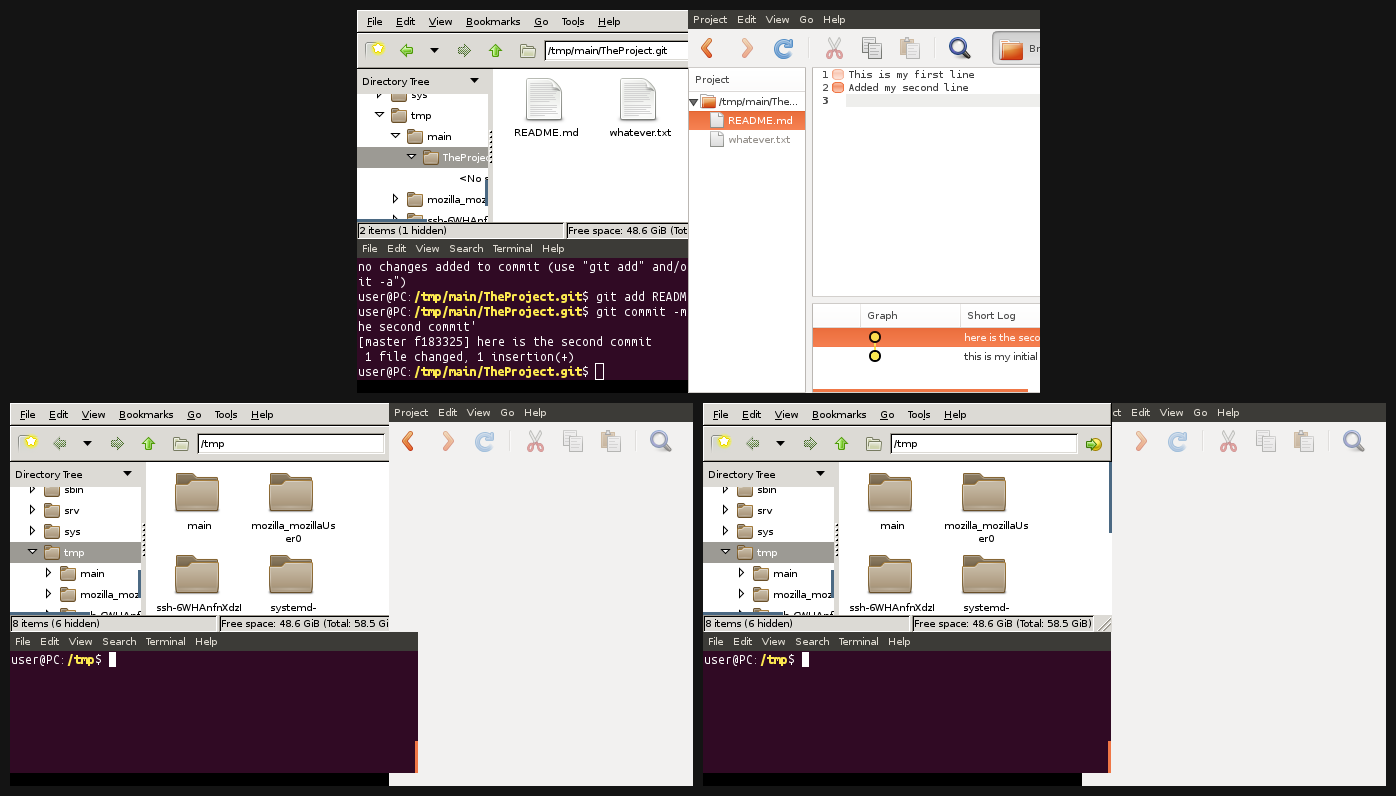 File Edit View Bookmarks Go Tools Help
/tmp/main/TheProject.git
Directory Tree
sys
tmp
main
TheProjec
<No s
mozilla_moz
ssh-6WHAnf
README.md
whatever.txt
2 items (1 hidden)
Free space: 48.6 GiB (Tot
Project Edit View Go Help
Br
Project
/tmp/main/The...
README.md
whatever.txt
1 This is my first line
2 Added my second line
3
Graph
Short Log
here is the seco
this is my initial
File Edit View Search Terminal Help
no changes added to commit (use "git add" and/o
it -a")
user@PC:/tmp/main/TheProject.git$ git add READM
user@PC:/tmp/main/TheProject.git$ git commit -m
he second commit'
[master f183325] here is the second commit
1 file changed, 1 insertion(+)
user@PC:/tmp/main/TheProject.git$
File Edit View Bookmarks Go Tools Help
/tmp
Directory Tree
sbin
srv
sys
tmp
main
mozilla_moz
main
mozilla_mozillaUs
er0
ssh-6WHAnfnXdzI
systemd-
8 items (6 hidden)
Free space: 48.6 GiB (Total: 58.5 Gi
Project Edit View Go Help
File Edit View Search Terminal Help
user@PC:/tmp$
File Edit View Bookmarks Go Tools Help
/tmp
Directory Tree
sbin
srv
sys
tmp
main
mozilla_moz
main
mozilla_mozillaUs
er0
ssh-6WHAnfnXdzI
systemd-
8 items (6 hidden)
Free space: 48.6 GiB (Total: 58.5 GiB)
ct Edit View Go Help
File Edit View Search Terminal Help
user@PC:/tmp$